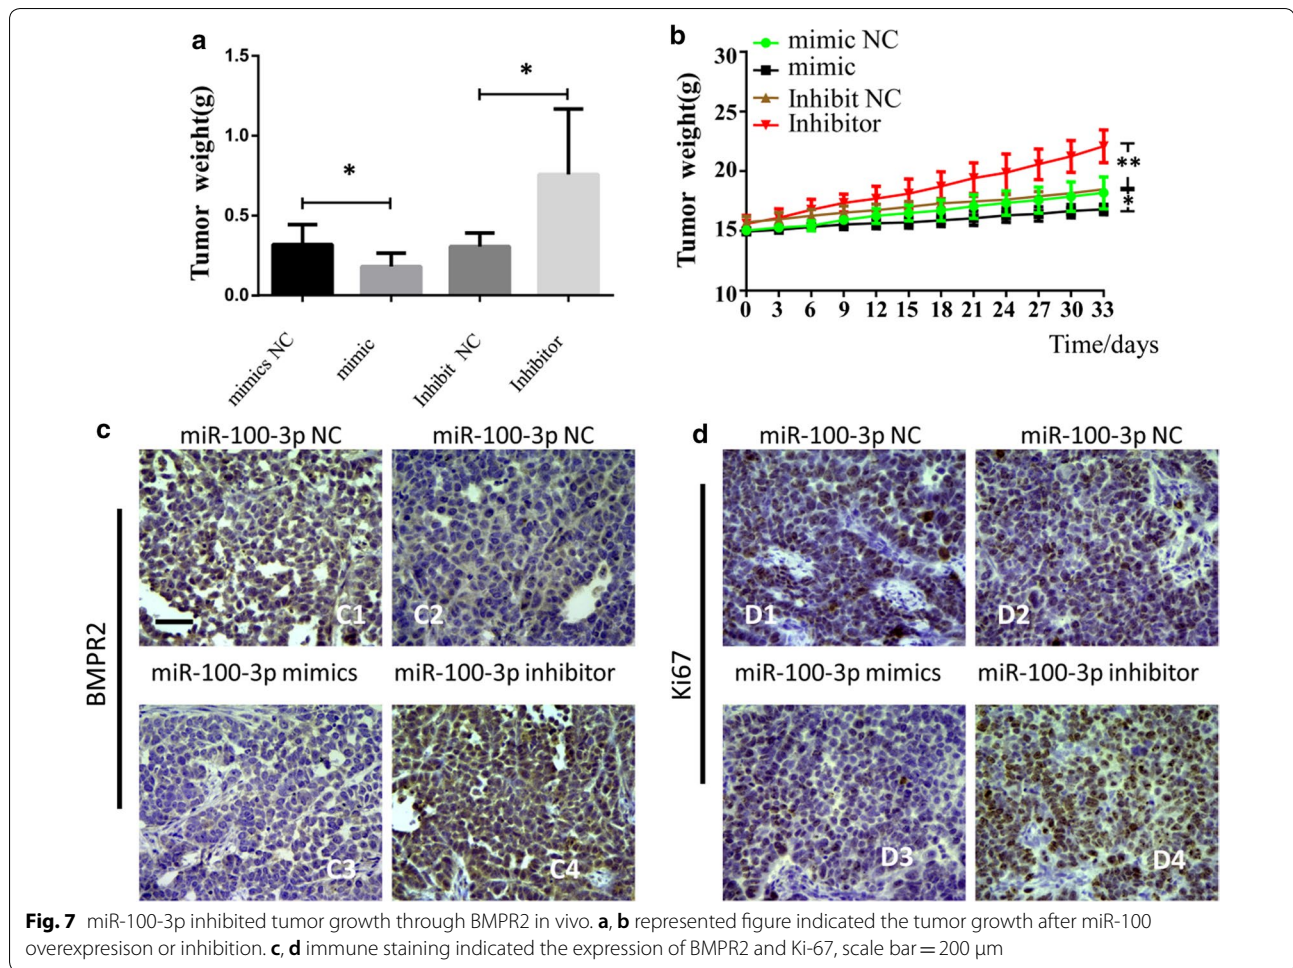 a
1.5
1.0
0.5
0.0
Tumor weight(g)
*
*
mimics NC
mimic
Inhibit NC
Inhibitor
b
mimic NC
mimic
Inhibit NC
Inhibitor
30
25
20
15
10
Tumor weight(g)
**
*
0 3 6 9 12 15 18 21 24 27 30 33
Time/days
c
miR-100-3p NC
miR-100-3p NC
BMPR2
C1
C2
miR-100-3p mimics
miR-100-3p inhibitor
C3
C4
d
miR-100-3p NC
miR-100-3p NC
Ki67
D1
D2
miR-100-3p mimics
miR-100-3p inhibitor
D3
D4
Fig. 7 miR-100-3p inhibited tumor growth through BMPR2 in vivo. a, b represented figure indicated the tumor growth after miR-100
overexpresison or inhibition. c, d immune staining indicated the expression of BMPR2 and Ki-67, scale bar = 200 μm